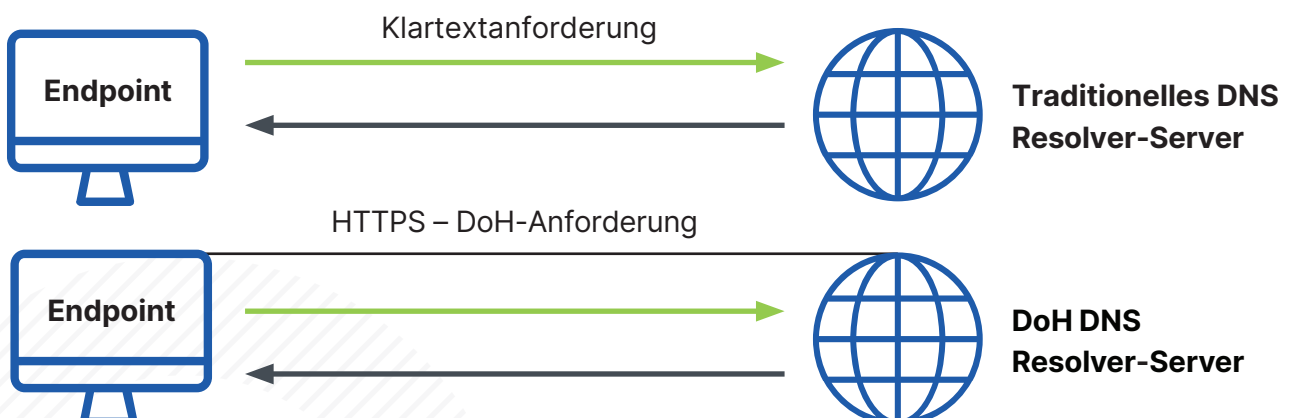 Klartextanforderung
Endpoint
Traditionelles DNS
Resolver-Server
HTTPS – DoH-Anforderung
Endpoint
DoH DNS
Resolver-Server